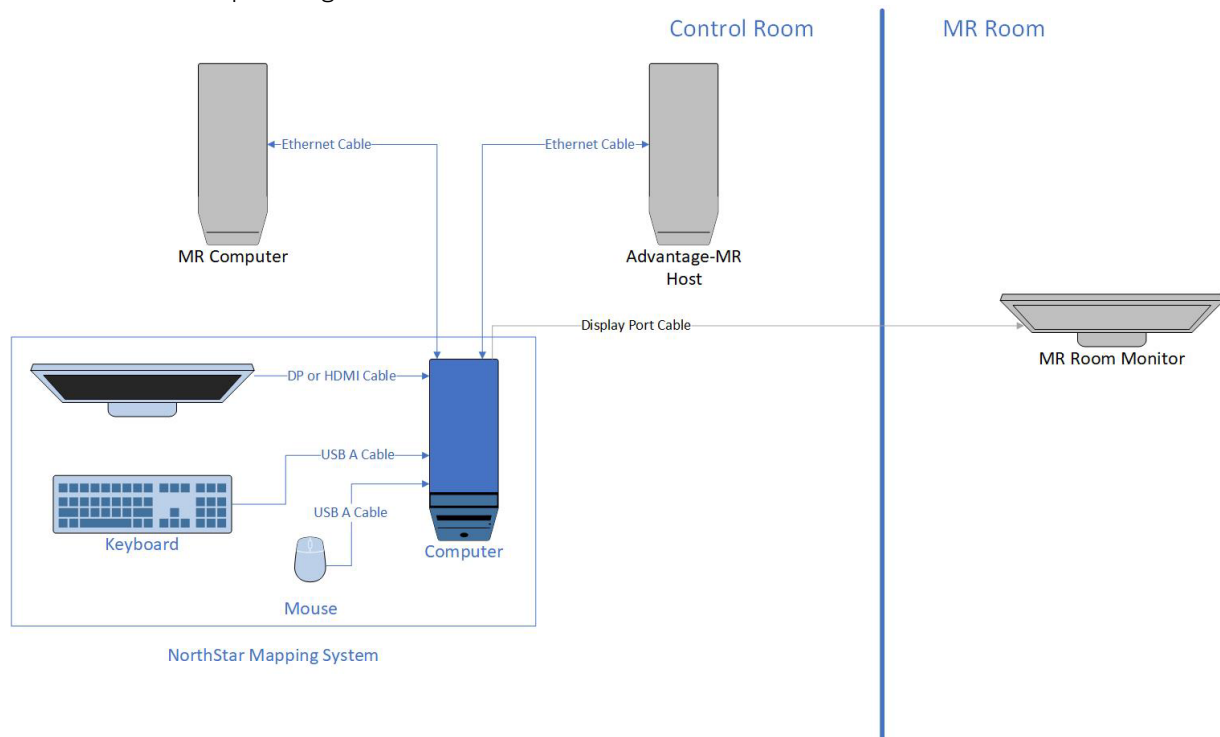 Control Room
MR Room
Ethernet Cable
Ethernet Cable
MR Computer
Advantage-MR
Host
Display Port Cable
MR Room Monitor
DP or HDMI Cable
USB A Cable
USB A Cable
Keyboard
Computer
Mouse
NorthStar Mapping System